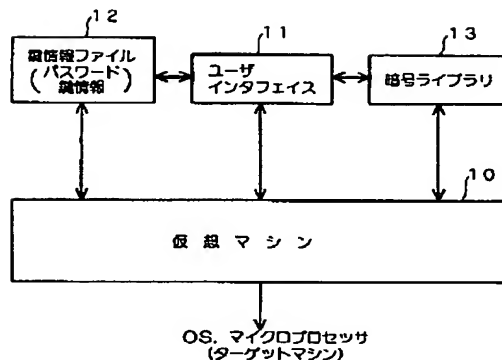 12
11
13
鍵情報ファイル
(パスワード
鍵情報)
ユーザ
インタフェイス
暗号ライブラリ
10
仮想マシン
OS, マイクロプロセッサ
(ターゲットマシン)